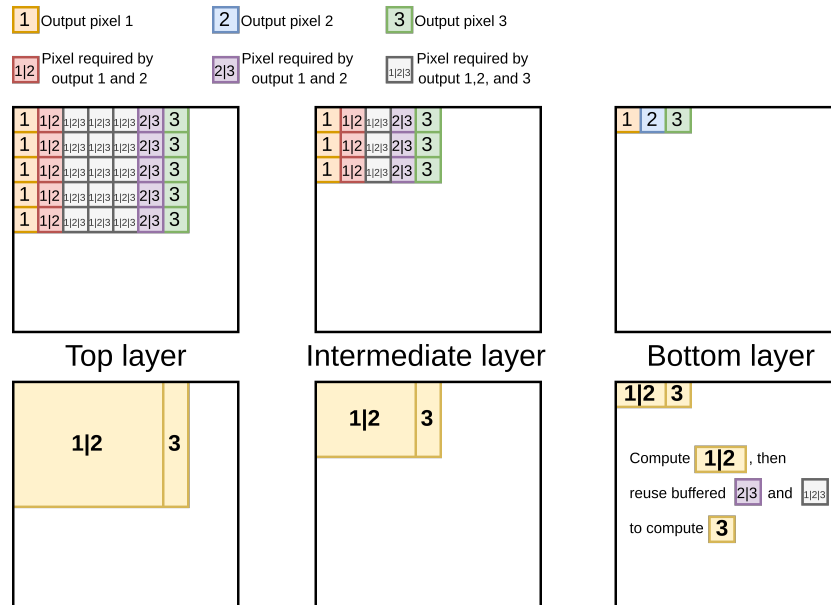 1 Output pixel 1 2 Output pixel 2 3 Output pixel 3
1|2 Pixel required by output 1 and 2 2|3 Pixel required by output 1 and 2 1|2|3 Pixel required by output 1,2, and 3
1 1|2 1|2|3 1|2|3 1|2|3 2|3 3 1 1|2 1|2|3 2|3 3 1 2 3
1 1|2 1|2|3 1|2|3 1|2|3 2|3 3 1 1|2 1|2|3 2|3 3
1 1|2 1|2|3 1|2|3 1|2|3 2|3 3 1 1|2 1|2|3 2|3 3
1 1|2 1|2|3 1|2|3 1|2|3 2|3 3
1 1|2 1|2|3 1|2|3 1|2|3 2|3 3
Top layer Intermediate layer Bottom layer
1|2 3 1|2 3 1|2 3
Compute 1|2 , then
reuse buffered 2|3 and 1|2|3
to compute 3